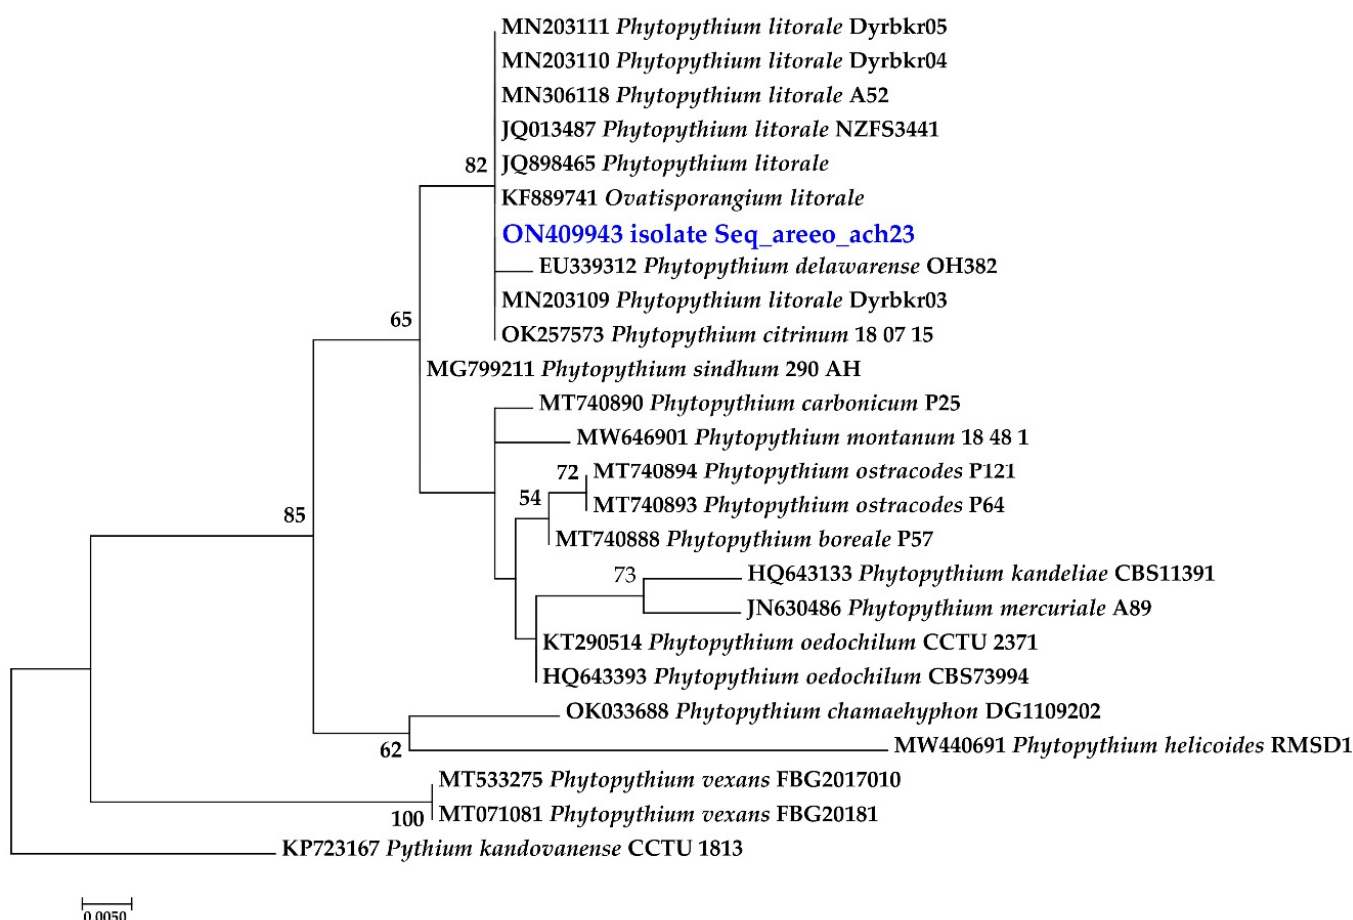 MN203111 Phytopythium litorale Dyrbkr05
MN203110 Phytopythium litorale Dyrbkr04
MN306118 Phytopythium litorale A52
JQ013487 Phytopythium litorale NZFS3441
82 JQ898465 Phytopythium litorale
KF889741 Ovatisporangium litorale
ON409943 isolate Seq_areeo_ach23
EU339312 Phytopythium delawarense OH382
MN203109 Phytopythium litorale Dyrbkr03
65
OK257573 Phytopythium citrinum 18 07 15
MG799211 Phytopythium sindhum 290 AH
MT740890 Phytopythium carbonicum P25
MW646901 Phytopythium montanum 18 48 1
72 MT740894 Phytopythium ostracodes P121
54 MT740893 Phytopythium ostracodes P64
85
MT740888 Phytopythium boreale P57
73 HQ643133 Phytopythium kandeliae CBS11391
JN630486 Phytopythium mercuriale A89
KT290514 Phytopythium oedochilum CCTU 2371
HQ643393 Phytopythium oedochilum CBS73994
OK033688 Phytopythium chamaehyphon DG1109202
62 MW440691 Phytopythium helicoides RMSD1
MT533275 Phytopythium vexans FBG2017010
100 MT071081 Phytopythium vexans FBG20181
KP723167 Pythium kandovanense CCTU 1813
0.0050